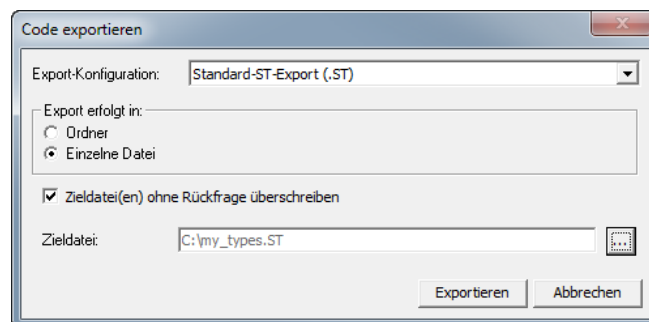 Code exportieren
Export-Konfiguration: Standard-ST-Export (.ST)
Export erfolgt in:
Ordner
Einzelne Datei
Zieldatei(en) ohne Rückfrage überschreiben
Zieldatei: C:\my_types.ST ...
Exportieren Abbrechen